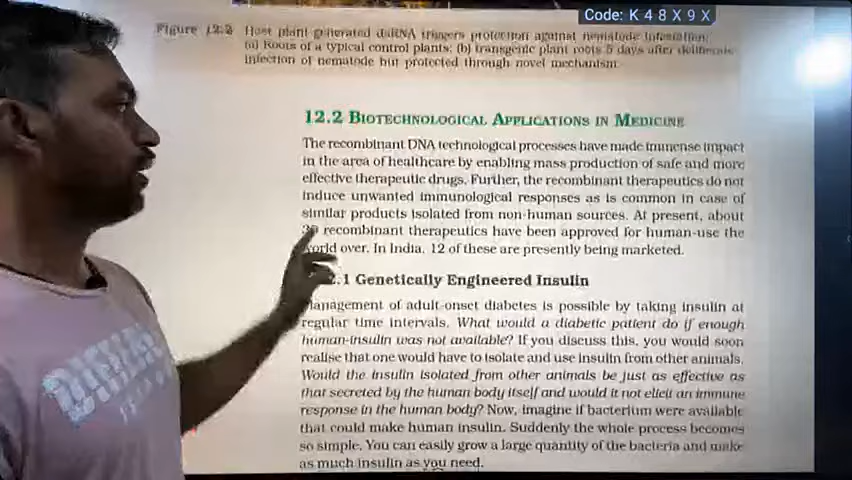 Code: K 4 8 X 9 X
Figure 12.2 Host plant-generated dsRNA triggers protection against nematode infestation:
(a) Roots of a typical control plants; (b) transgenic plant roots 5 days after deliberate
infection of nematode but protected through novel mechanism.
12.2 BIOTECHNOLOGICAL APPLICATIONS IN MEDICINE
The recombinant DNA technological processes have made immense impact
in the area of healthcare by enabling mass production of safe and more
effective therapeutic drugs. Further, the recombinant therapeutics do not
induce unwanted immunological responses as is common in case of
similar products isolated from non-human sources. At present, about
30 recombinant therapeutics have been approved for human-use the
world over. In India, 12 of these are presently being marketed.
2.1 Genetically Engineered Insulin
Management of adult-onset diabetes is possible by taking insulin at
regular time intervals. What would a diabetic patient do if enough
human-insulin was not available? If you discuss this, you would soon
realise that one would have to isolate and use insulin from other animals.
Would the insulin isolated from other animals be just as effective as
that secreted by the human body itself and would it not elicit an immune
response in the human body? Now, imagine if bacterium were available
that could make human insulin. Suddenly the whole process becomes
so simple. You can easily grow a large quantity of the bacteria and make
as much insulin as you need.